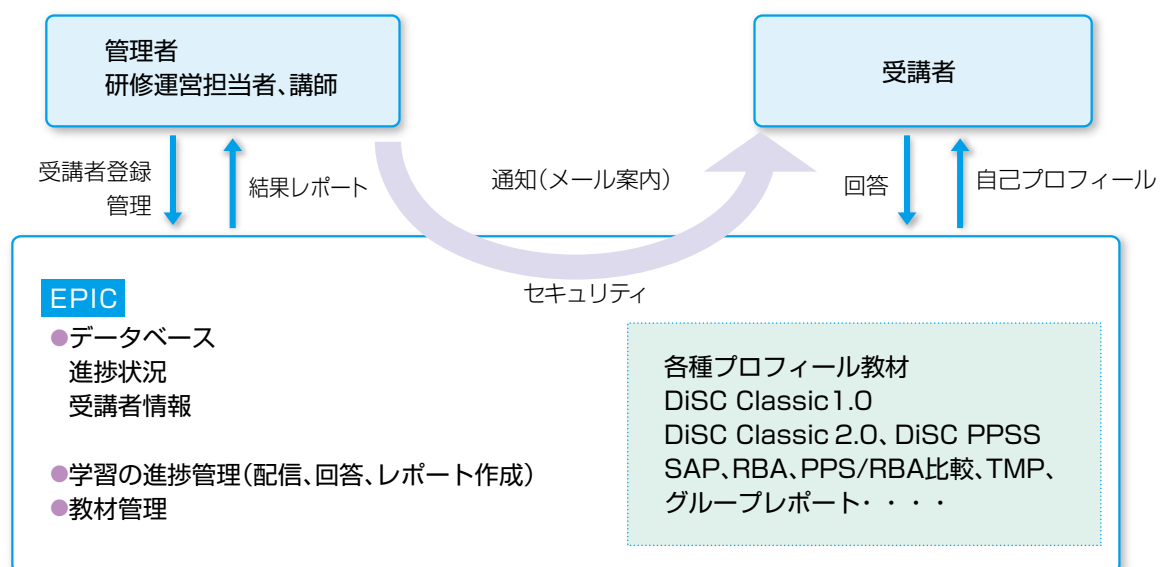 管理者
研修運営担当者、講師
受講者
受講者登録
管理
結果レポート
通知(メール案内)
回答
自己プロフィール
セキュリティ
EPIC
●データベース
進捗状況
受講者情報
●学習の進捗管理(配信、回答、レポート作成)
●教材管理
各種プロフィール教材
DiSC Classic1.0
DiSC Classic 2.0、DiSC PPSS
SAP、RBA、PPS/RBA比較、TMP、
グループレポート・・・・